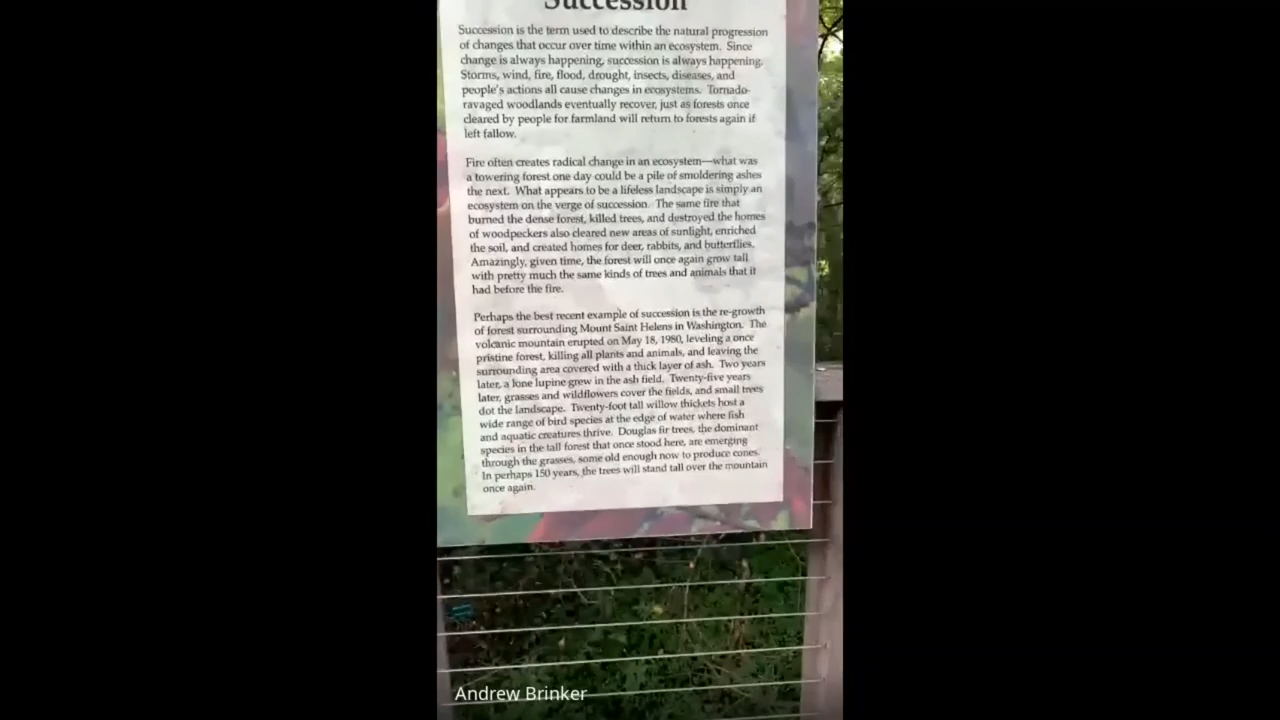 Succession
Succession is the term used to describe the natural progression
of changes that occur over time within an ecosystem. Since
change is always happening, succession is always happening.
Storms, wind, fire, flood, drought, insects, diseases, and
people's actions all cause changes in ecosystems. Tornado-
ravaged woodlands eventually recover, just as forests once
cleared by people for farmland will return to forests again if
left fallow.
Fire often creates radical change in an ecosystem—what was
a towering forest one day could be a pile of smoldering ashes
the next. What appears to be a lifeless landscape is simply an
ecosystem on the verge of succession. The same fire that
burned the dense forest, killed trees, and destroyed the homes
of woodpeckers also cleared new areas of sunlight, enriched
the soil, and created homes for deer, rabbits, and butterflies.
Amazingly, given time, the forest will once again grow tall
with pretty much the same kinds of trees and animals that it
had before the fire.
Perhaps the best recent example of succession is the re-growth
of forest surrounding Mount Saint Helens in Washington. The
volcanic mountain erupted on May 18, 1980, leveling a once
pristine forest, killing all plants and animals, and leaving the
surrounding area covered with a thick layer of ash. Two years
later, a lone lupine grew in the ash field. Twenty-five years
later, grasses and wildflowers cover the fields, and small trees
dot the landscape. Twenty-foot tall willow thickets host a
wide range of bird species at the edge of water where fish
and aquatic creatures thrive. Douglas fir trees, the dominant
species in the tall forest that once stood here, are emerging
through the grasses, some old enough now to produce cones.
In perhaps 150 years, the trees will stand tall over the mountain
once again.
Andrew Brinker